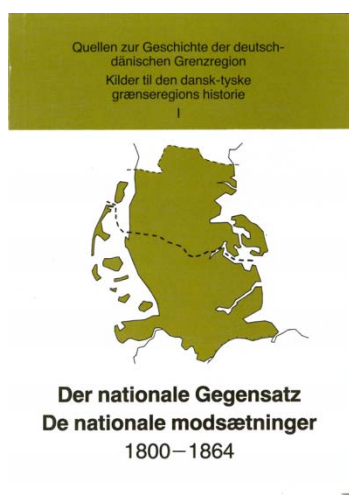 Quellen zur Geschichte der deutsch-
dänischen Grenzregion
Kilder til den dansk-tyske
grænseregions historie
I
Der nationale Gegensatz
De nationale modsætninger
1800–1864